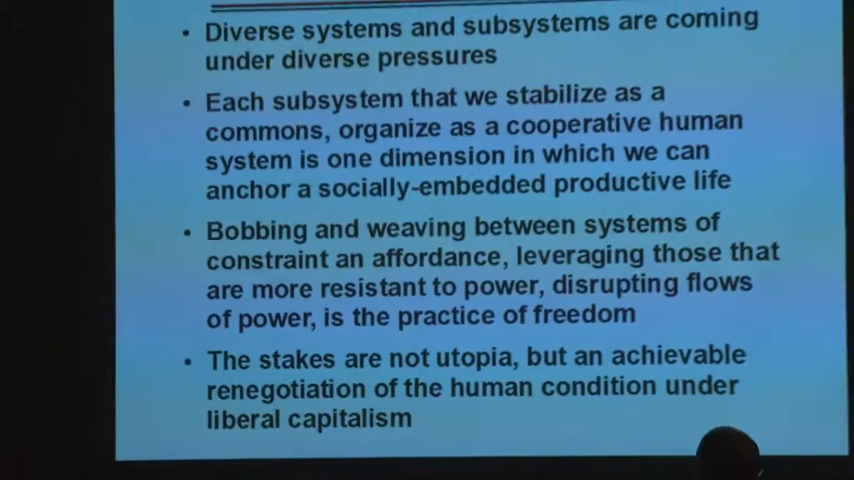 • Diverse systems and subsystems are coming
under diverse pressures
• Each subsystem that we stabilize as a
commons, organize as a cooperative human
system is one dimension in which we can
anchor a socially-embedded productive life
• Bobbing and weaving between systems of
constraint an affordance, leveraging those that
are more resistant to power, disrupting flows
of power, is the practice of freedom
• The stakes are not utopia, but an achievable
renegotiation of the human condition under
liberal capitalism